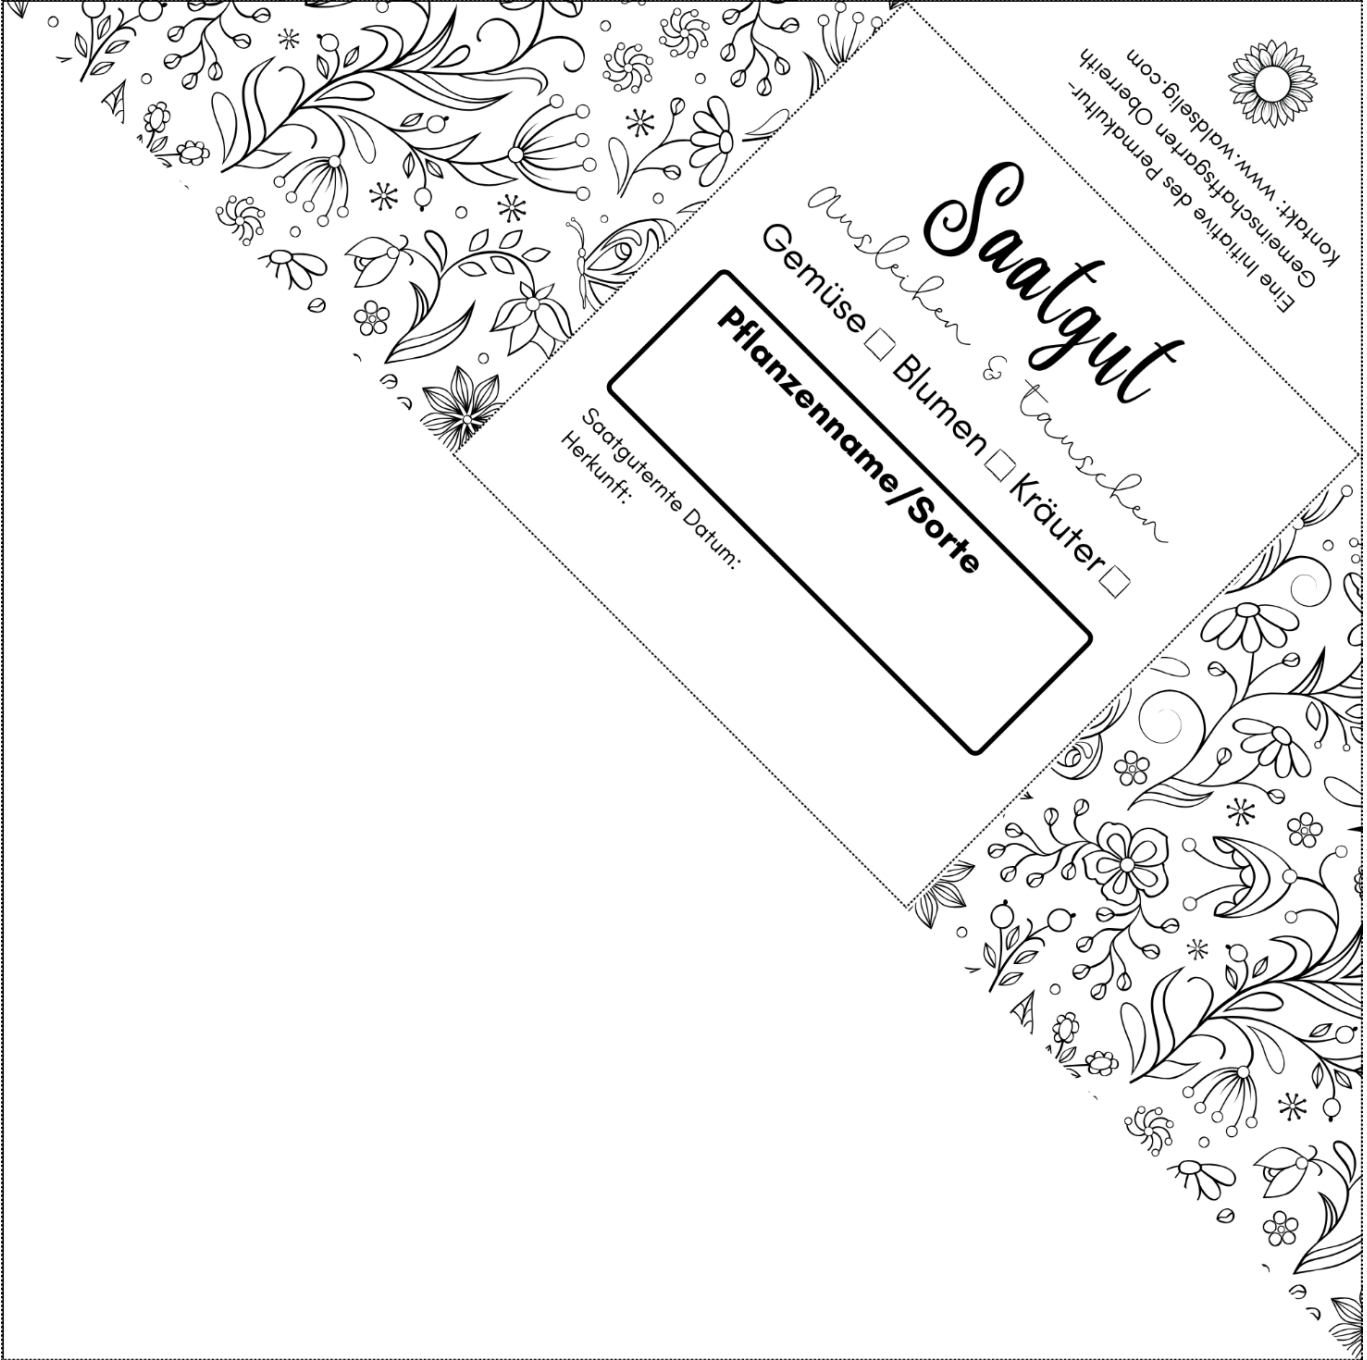 Eine Initiative des Permakultur-
Gemeinschaftsgarten Oberreith
Kontakt: www.waldselig.com
Saatgut
ausleihen & tauschen
Gemüse □ Blumen □ Kräuter □
Pflanzenname/Sorte
Saatguternte Datum:
Herkunft: